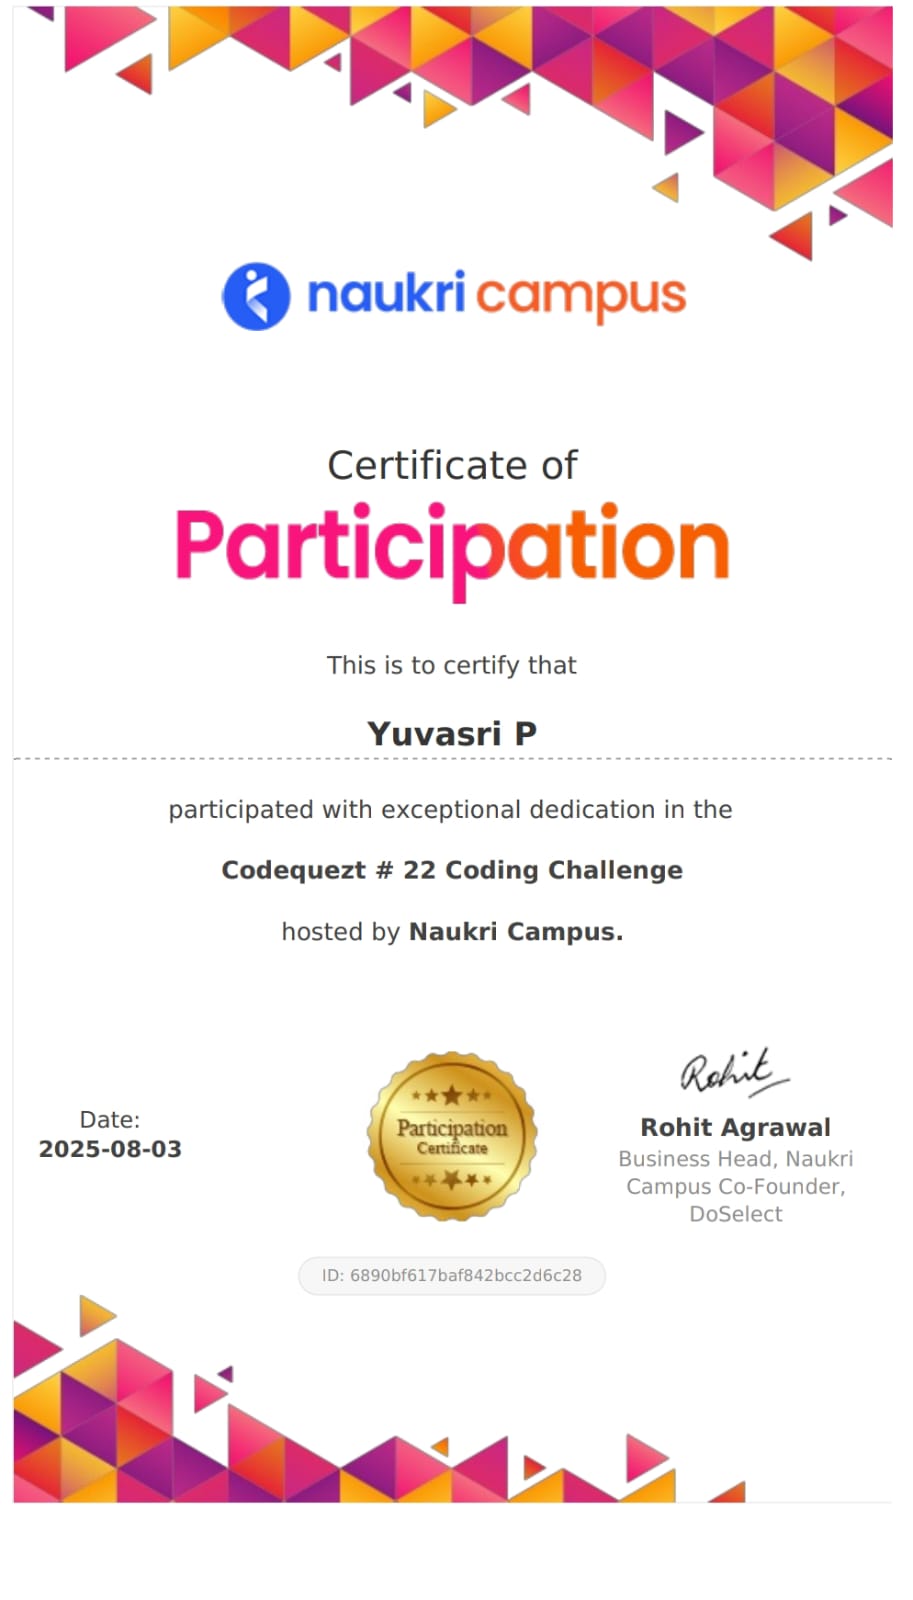 naukri campus
Certificate of
Participation
This is to certify that
Yuvasri P
participated with exceptional dedication in the
Codequezt # 22 Coding Challenge
hosted by Naukri Campus.
Rohit
Date:
2025-08-03
Participation
Certificate
Rohit Agrawal
Business Head, Naukri
Campus Co-Founder,
DoSelect
ID: 6890bf617baf842bcc2d6c28